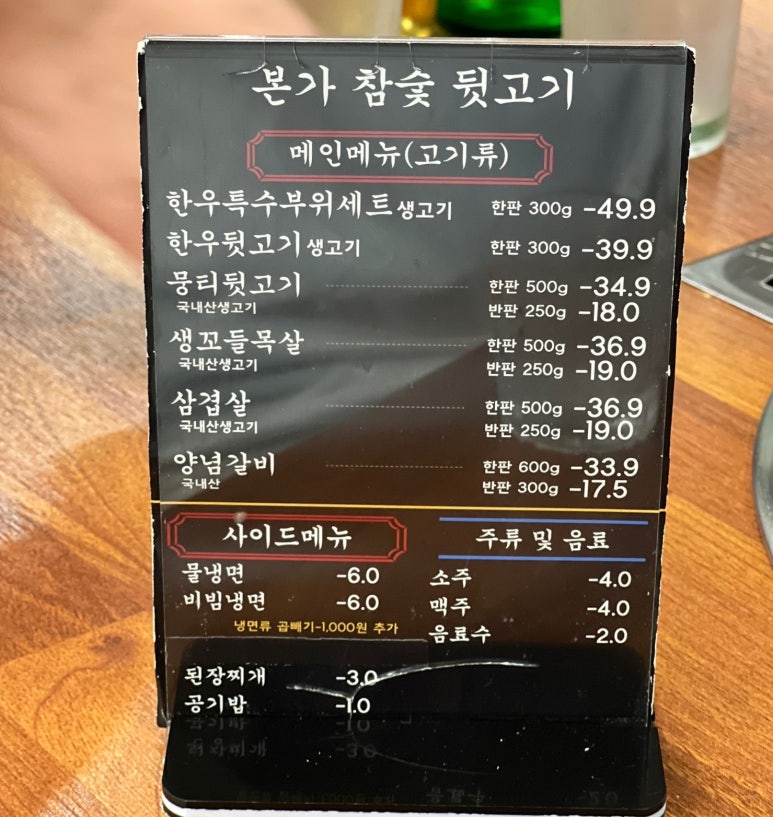 본가 참숯 뒷고기
메인메뉴(고기류)
한우특수부위세트 생고기 한판 300g -49.9
한우뒷고기 생고기 한판 300g -39.9
뭉티뒷고기 한판 500g -34.9
국내산생고기 반판 250g -18.0
생꼬들목살 한판 500g -36.9
국내산생고기 반판 250g -19.0
삼겹살 한판 500g -36.9
국내산생고기 반판 250g -19.0
양념갈비 한판 600g -33.9
국내산 반판 300g -17.5
사이드메뉴
물냉면 -6.0
비빔냉면 -6.0
냉면류 곱빼기-1,000원 추가
된장찌개 -3.0
공기밥 -1.0
주류 및 음료
소주 -4.0
맥주 -4.0
음료수 -2.0